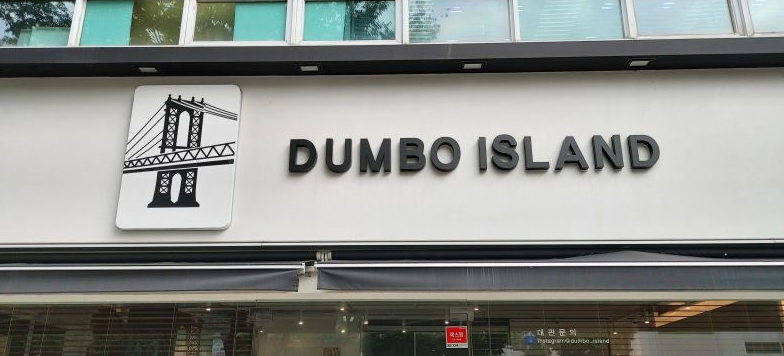 DUMBO ISLAND
대관문의
Instagram@dumbo_island